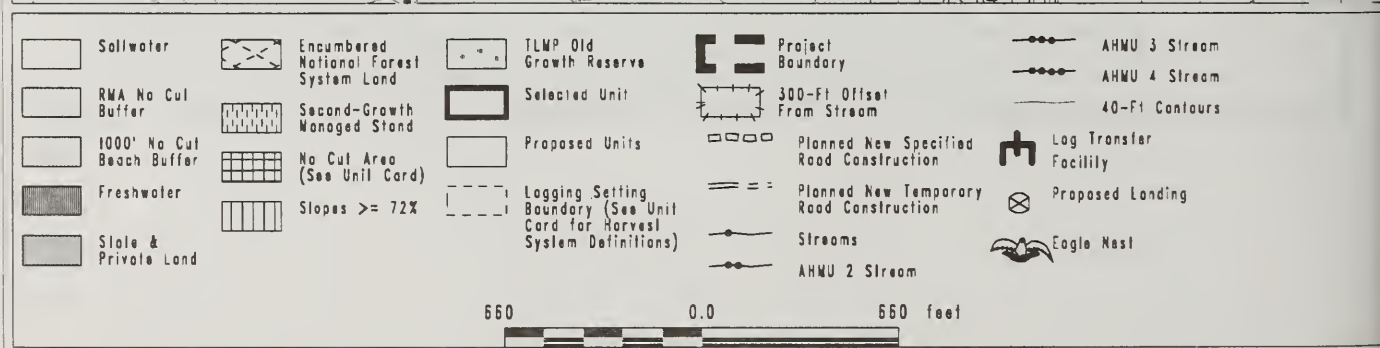 Saltwater
RMA No Cut
Buffer
1000' No Cut
Beach Buffer
Freshwater
State &
Private Land
Encumbered
National Forest
System Land
Second-Growth
Managed Stand
No Cut Area
(See Unit Card)
Slopes >= 72%
TLMP Old
Growth Reserve
Selected Unit
Proposed Units
Logging Setting
Boundary (See Unit
Card for Harvest
System Definitions)
Project
Boundary
300-Ft Offset
From Stream
Planned New Specified
Road Construction
Planned New Temporary
Road Construction
Streams
AHMU 2 Stream
AHMU 3 Stream
AHMU 4 Stream
40-Ft Contours
Log Transfer
Facility
Proposed Landing
Eagle Nest
660 0.0 660 feet